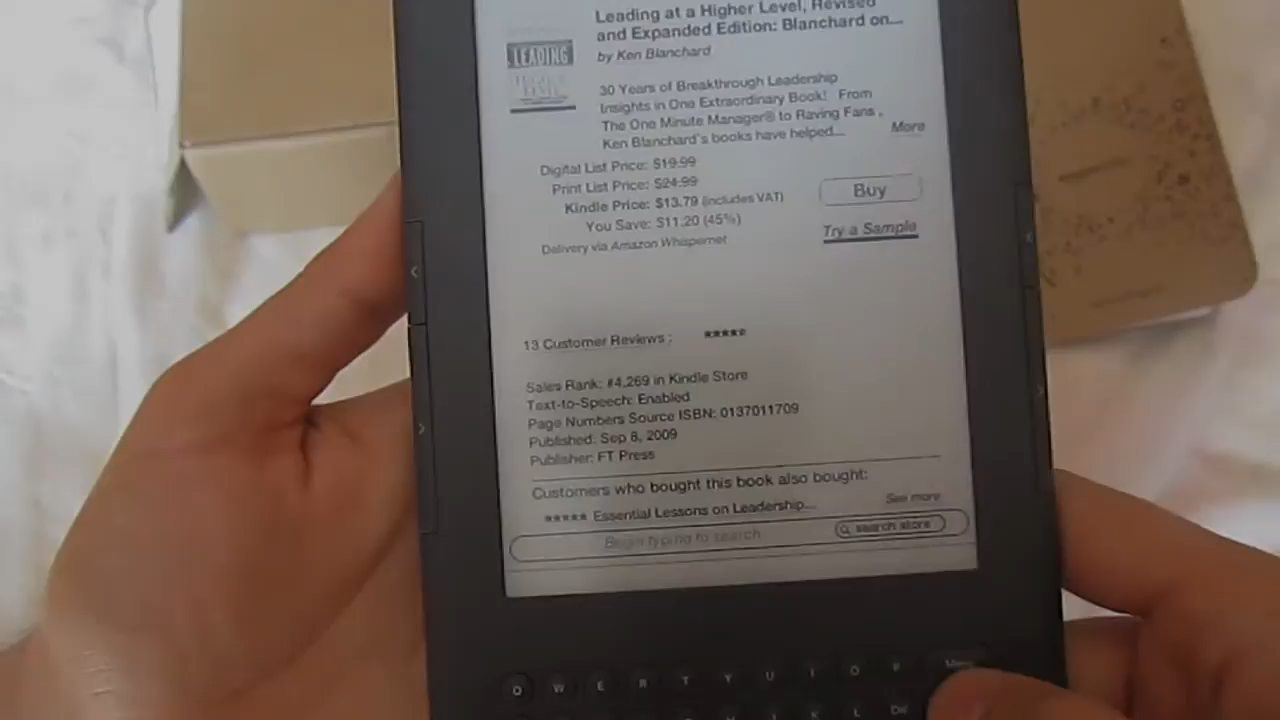 Leading at a Higher Level, Revised
and Expanded Edition: Blanchard on...
by Ken Blanchard
LEADING
30 Years of Breakthrough Leadership
Insights in One Extraordinary Book! From
The One Minute Manager® to Raving Fans ,
Ken Blanchard's books have helped...
More
Digital List Price: $19.99
Print List Price: $24.99
Kindle Price: $13.79 (includes VAT)
You Save: $11.20 (45%)
Delivery via Amazon Whispernet
Buy
Try a Sample
13 Customer Reviews :
Sales Rank: #4,269 in Kindle Store
Text-to-Speech: Enabled
Page Numbers Source ISBN: 0137011709
Published: Sep 8, 2009
Publisher: FT Press
Customers who bought this book also bought:
See more
Essential Lessons on Leadership...
Begin typing to search
search store
Q W E R T Y U I O P Menu
K L Del